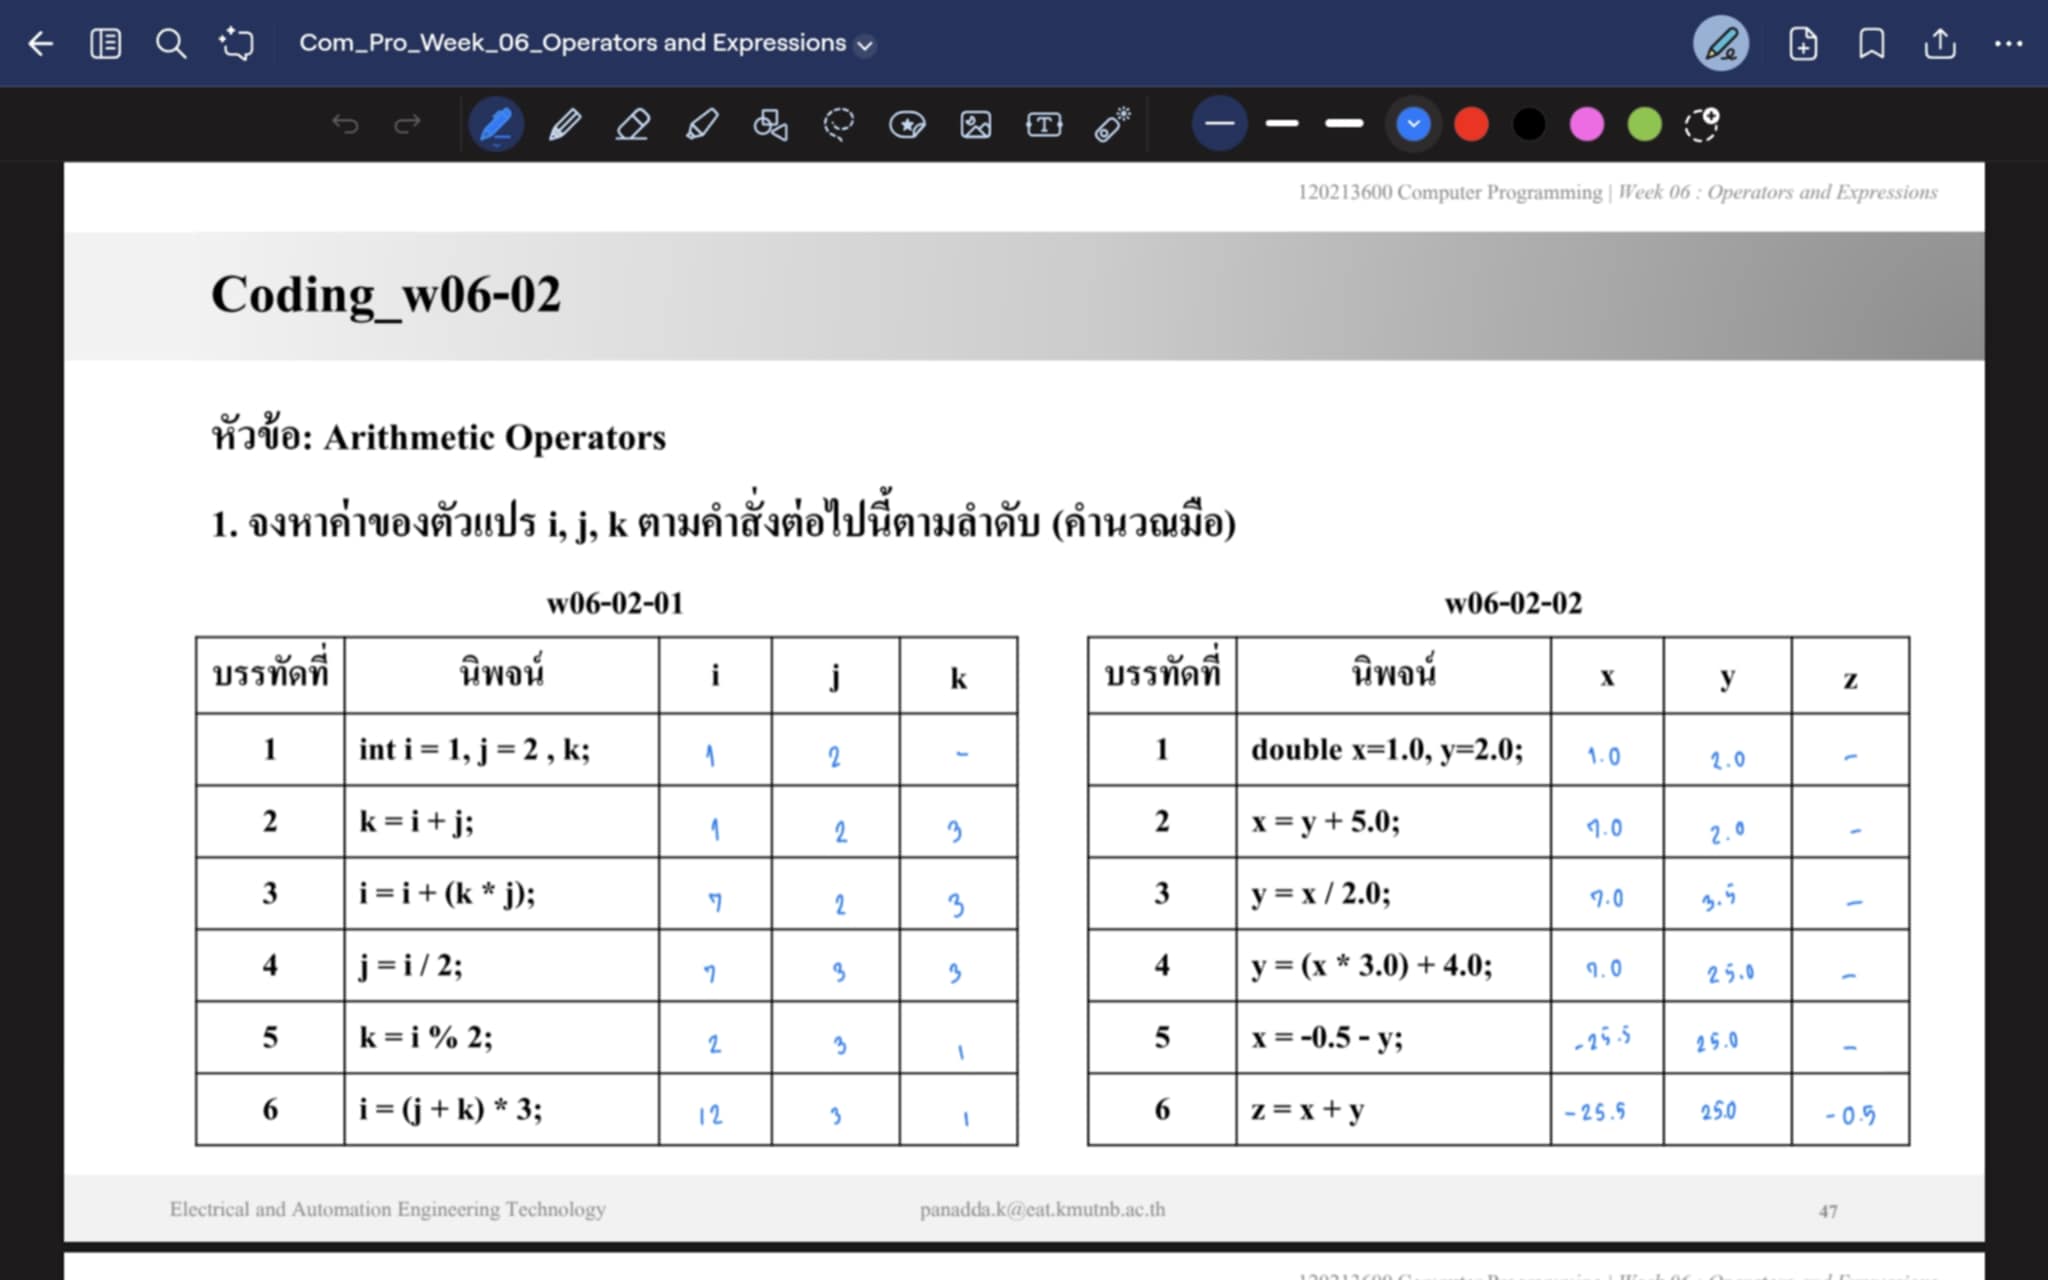 Com_Pro_Week_06_Operators and Expressions
120213600 Computer Programming | Week 06 : Operators and Expressions
Coding_w06-02
หัวข้อ: Arithmetic Operators
1. จงหาค่าของตัวแปร i, j, k ตามคำสั่งต่อไปนี้ตามลำดับ (คำนวณมือ)
w06-02-01
บรรทัดที่ นิพจน์ i j k
1 int i = 1, j = 2 , k; 1 2 -
2 k = i + j; 1 2 3
3 i = i + (k * j); 7 2 3
4 j = i / 2; 7 3 3
5 k = i % 2; 2 3 1
6 i = (j + k) * 3; 12 3 1
w06-02-02
บรรทัดที่ นิพจน์ x y z
1 double x=1.0, y=2.0; 1.0 2.0 -
2 x = y + 5.0; 7.0 2.0 -
3 y = x / 2.0; 7.0 3.5 -
4 y = (x * 3.0) + 4.0; 7.0 25.0 -
5 x = -0.5 - y; -25.5 25.0 -
6 z = x + y -25.5 25.0 -0.5
Electrical and Automation Engineering Technology
panadda.k@eat.kmutnb.ac.th
47